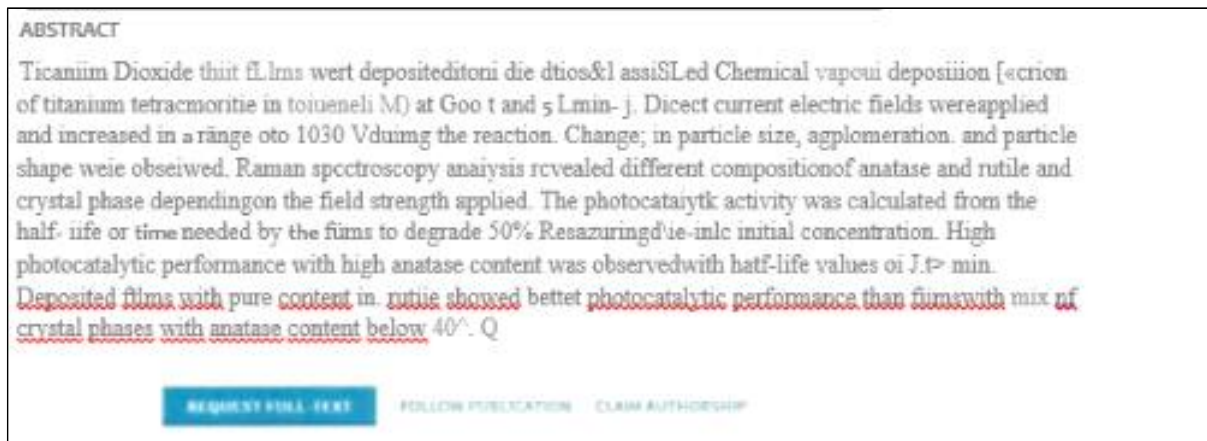 ABSTRACT
Ticaniim Dioxide thiit fL lms wert depositeditoni die dtios&l assiSLed Chemical vapoui deposiiion [«crion
of titanium tetracmoritie in toiueneli M) at Goo t and 5 Lmin- j. Dicect current electric fields wereapplied
and increased in a ränge oto 1030 Vduimg the reaction. Change; in particle size, agplomeration. and particle
shape weie obseiwed. Raman spcctroscopy anaiysis rcvealed different compositionof anatase and rutile and
crystal phase dependingon the field strength applied. The photocataiytk activity was calculated from the
half- iife or time needed by the fiims to degrade 50% Resazuringd\ie-inlc initial concentration. High
photocatalytic performance with high anatase content was observedwith hatf-life values oi J.t> min.
Deposited ftlms with pure content in. rutiie showed bettet photocatalytic performance than fiimswith mix nf
crystal phases with anatase content below 40^. Q
REQUEST FULL-TEXT FOLLOW PUBLICATION CLAIM AUTHORSHIP